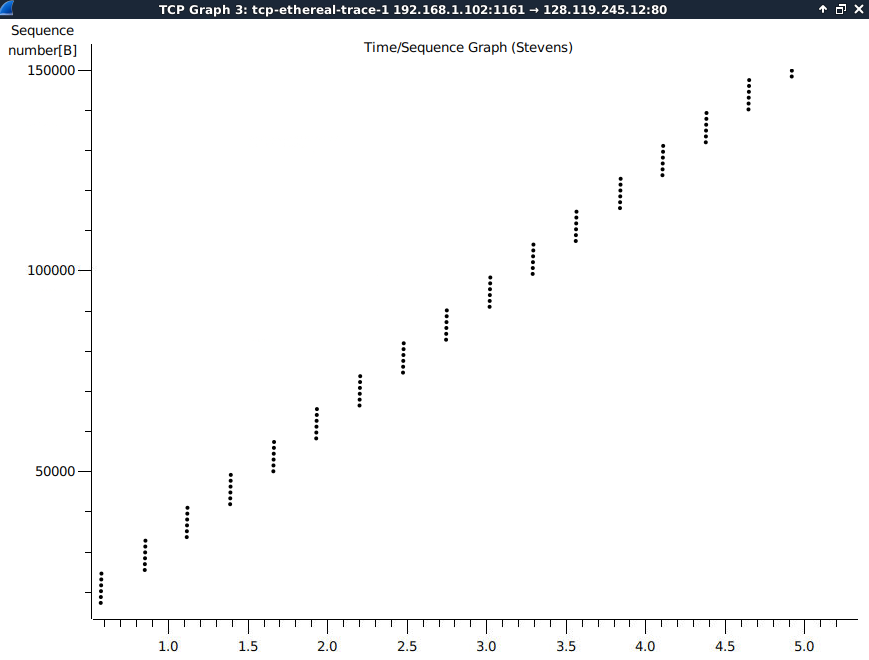 TCP Graph 3: tcp-ethereal-trace-1 192.168.1.102:1161 → 128.119.245.12:80
Sequence
number[B]
Time/Sequence Graph (Stevens)
150000
100000
50000
1.0 1.5 2.0 2.5 3.0 3.5 4.0 4.5 5.0